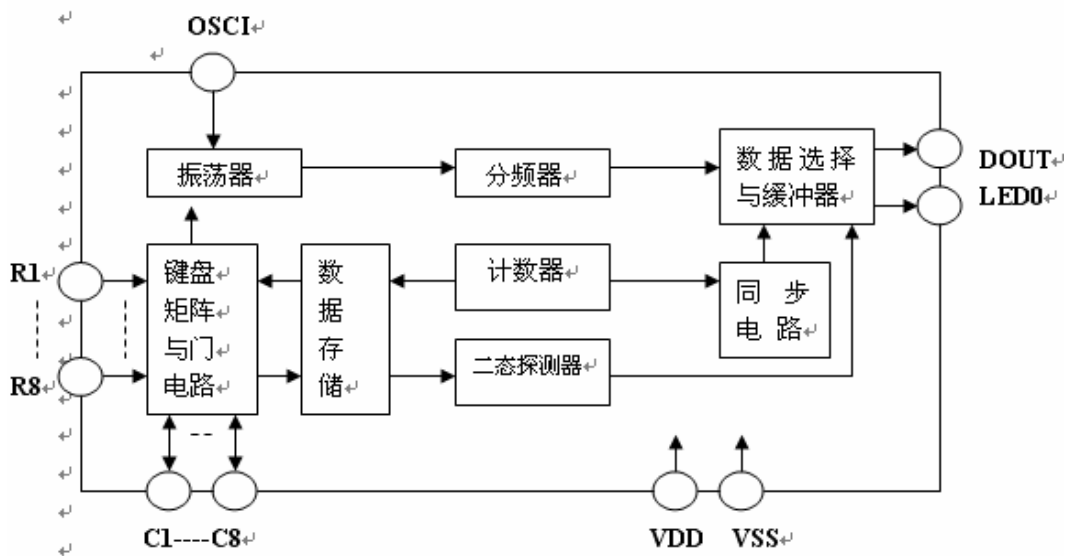 OSCI
振荡器
分频器
数据选择
与缓冲器
DOUT
LED0
R1
R8
键盘
矩阵
与门
电路
数
据
存
储
计数器
二态探测器
同 步
电 路
C1----C8
VDD
VSS